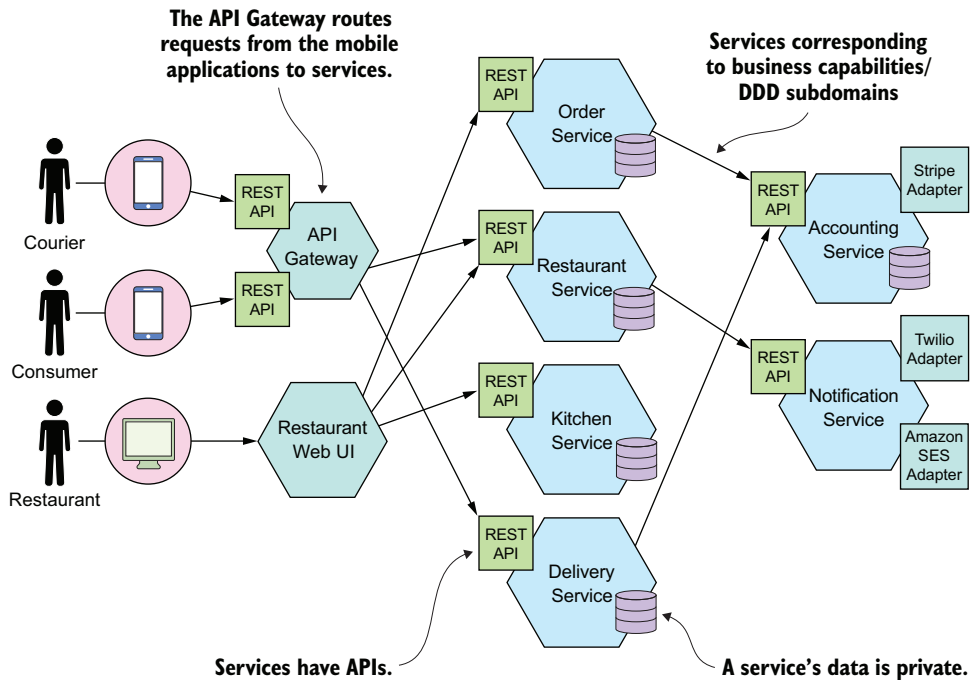 The API Gateway routes
requests from the mobile
applications to services.
Services corresponding
to business capabilities/
DDD subdomains
Courier
Consumer
Restaurant
REST
API
REST
API
API
Gateway
Restaurant
Web UI
REST
API
Order
Service
REST
API
Restaurant
Service
REST
API
Kitchen
Service
REST
API
Delivery
Service
REST
API
Accounting
Service
Stripe
Adapter
REST
API
Notification
Service
Twilio
Adapter
Amazon
SES
Adapter
Services have APIs.
A service’s data is private.